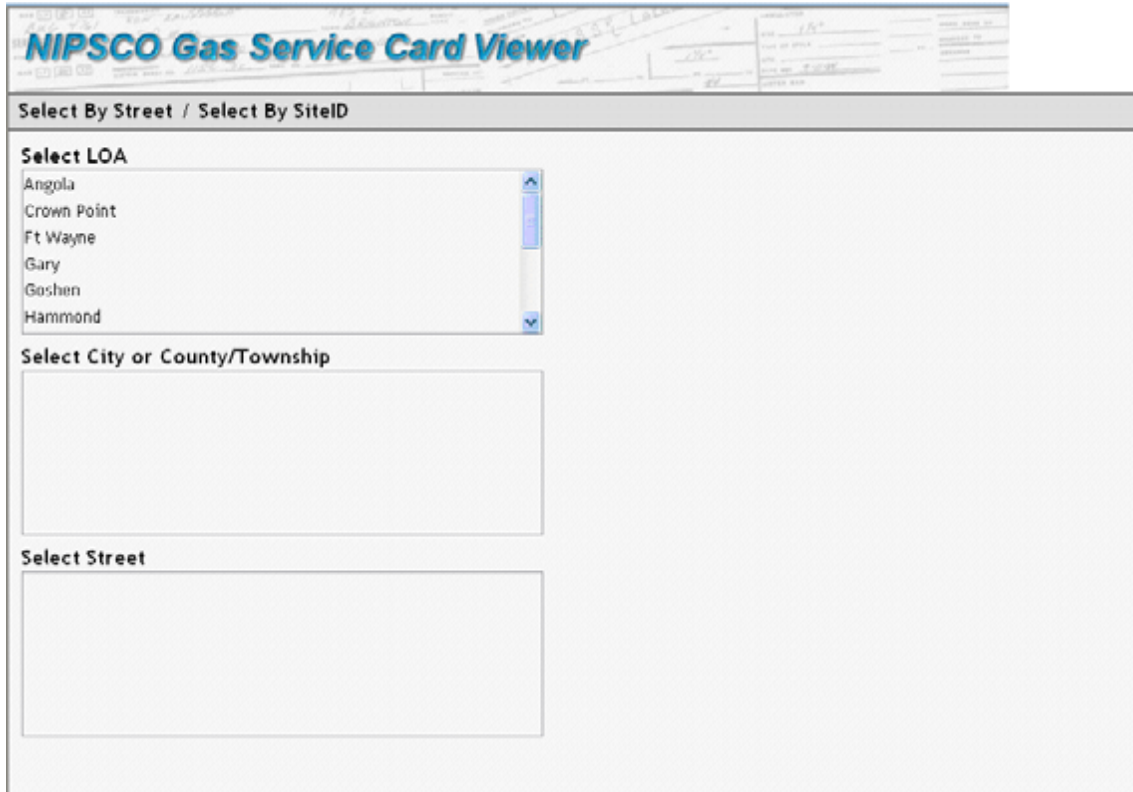 NIPSCO Gas Service Card Viewer
Select By Street / Select By SiteID
Select LOA
Angola
Crown Point
Ft Wayne
Gary
Goshen
Hammond
Select City or County/Township
Select Street